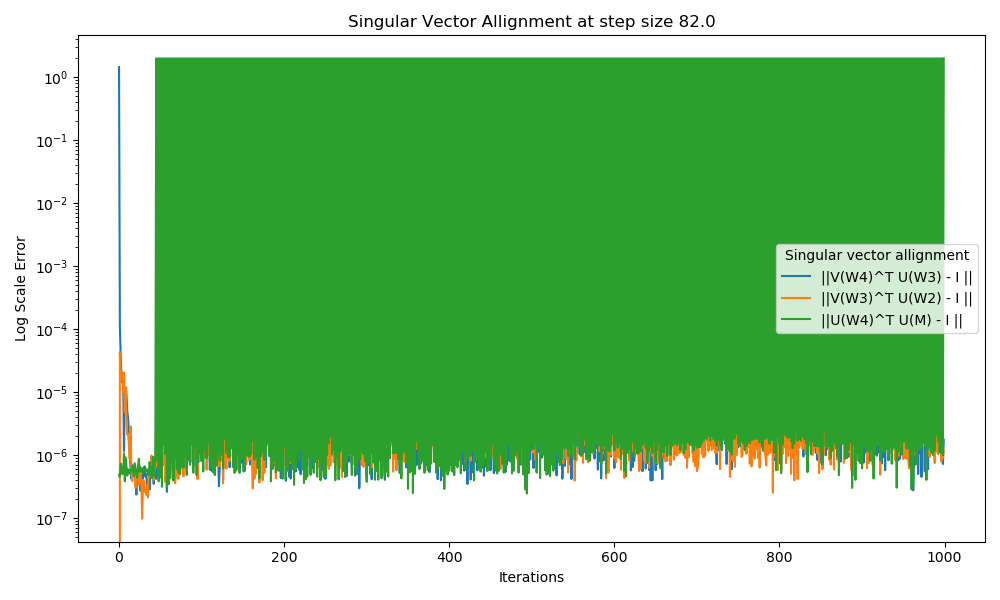 Singular Vector Allignment at step size 82.0
Log Scale Error
10^0
10^-1
10^-2
10^-3
10^-4
10^-5
10^-6
10^-7
Singular vector allignment
||V(W4)^T U(W3) - I ||
||V(W3)^T U(W2) - I ||
||U(W4)^T U(M) - I ||
0 200 400 600 800 1000
Iterations